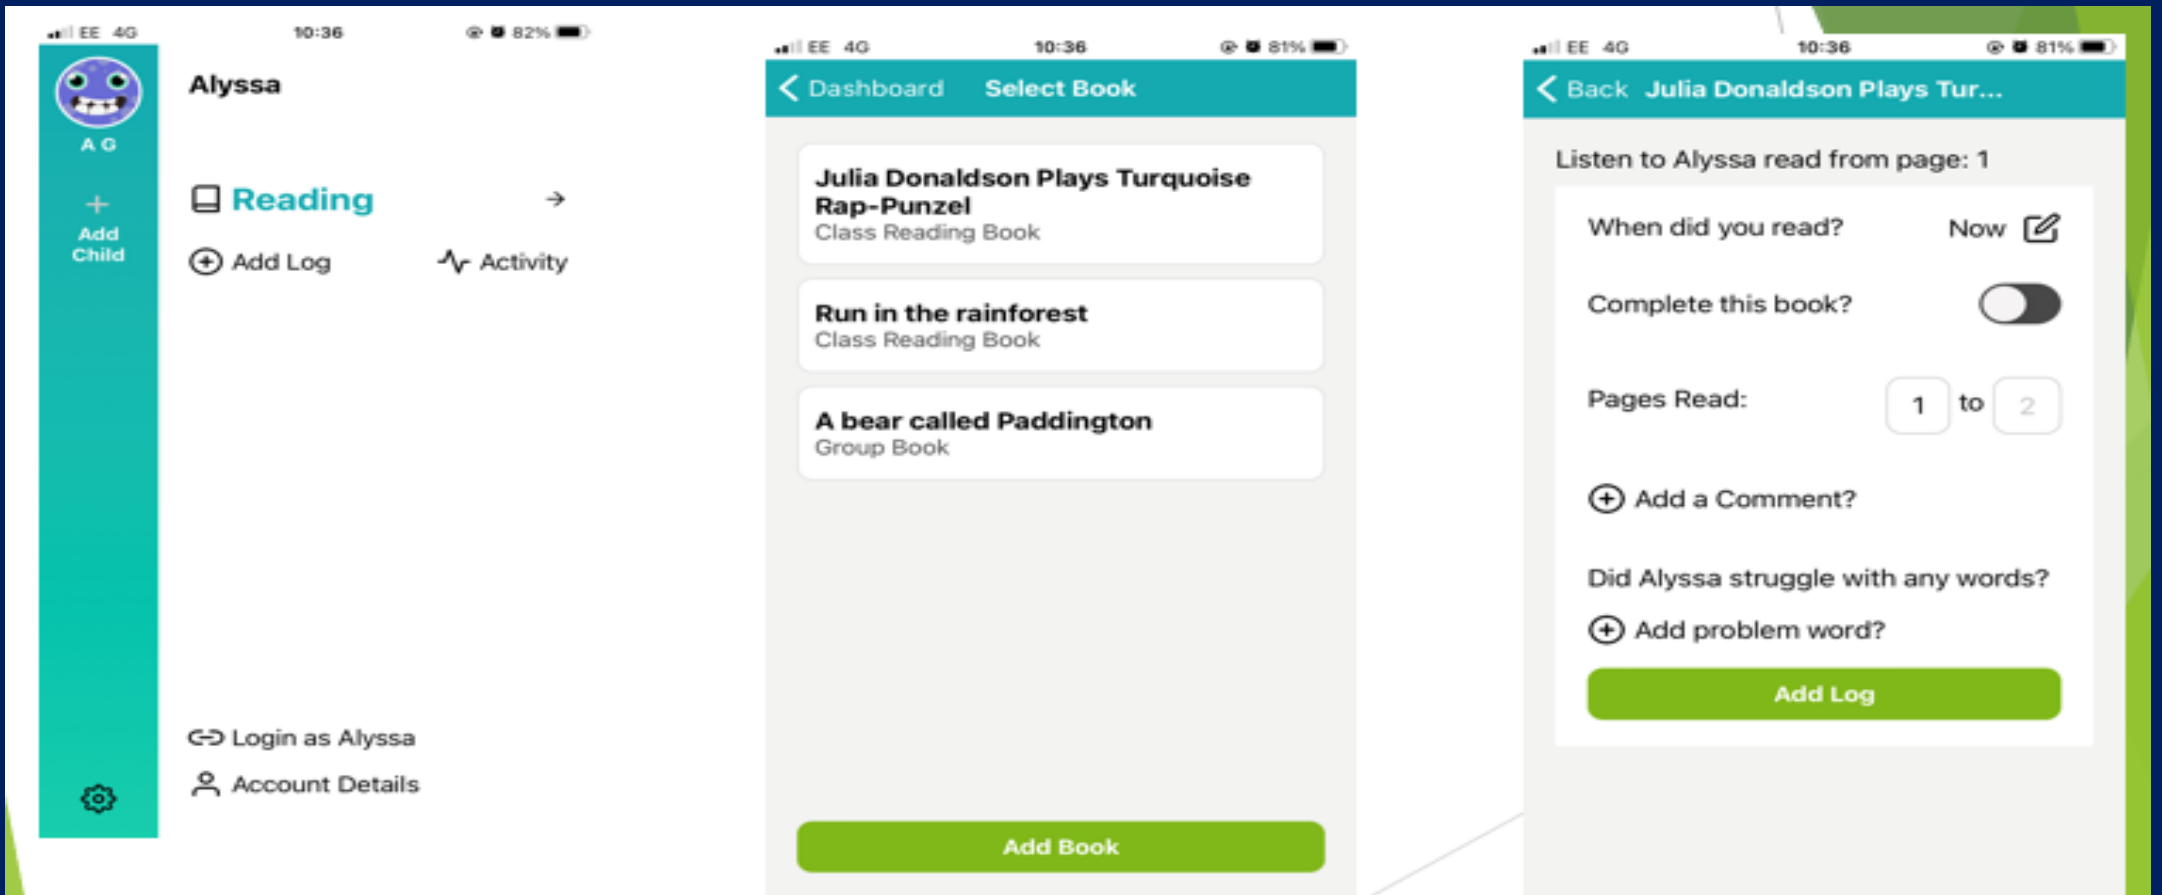 EE 4G 10:36 82%
Alyssa
A G
+
Add
Child
Reading →
Add Log Activity
Login as Alyssa
Account Details
EE 4G 10:36 81%
Dashboard Select Book
Julia Donaldson Plays Turquoise
Rap-Punzel
Class Reading Book
Run in the rainforest
Class Reading Book
A bear called Paddington
Group Book
Add Book
EE 4G 10:36 81%
Back Julia Donaldson Plays Tur...
Listen to Alyssa read from page: 1
When did you read? Now
Complete this book?
Pages Read: 1 to 2
Add a Comment?
Did Alyssa struggle with any words?
Add problem word?
Add Log